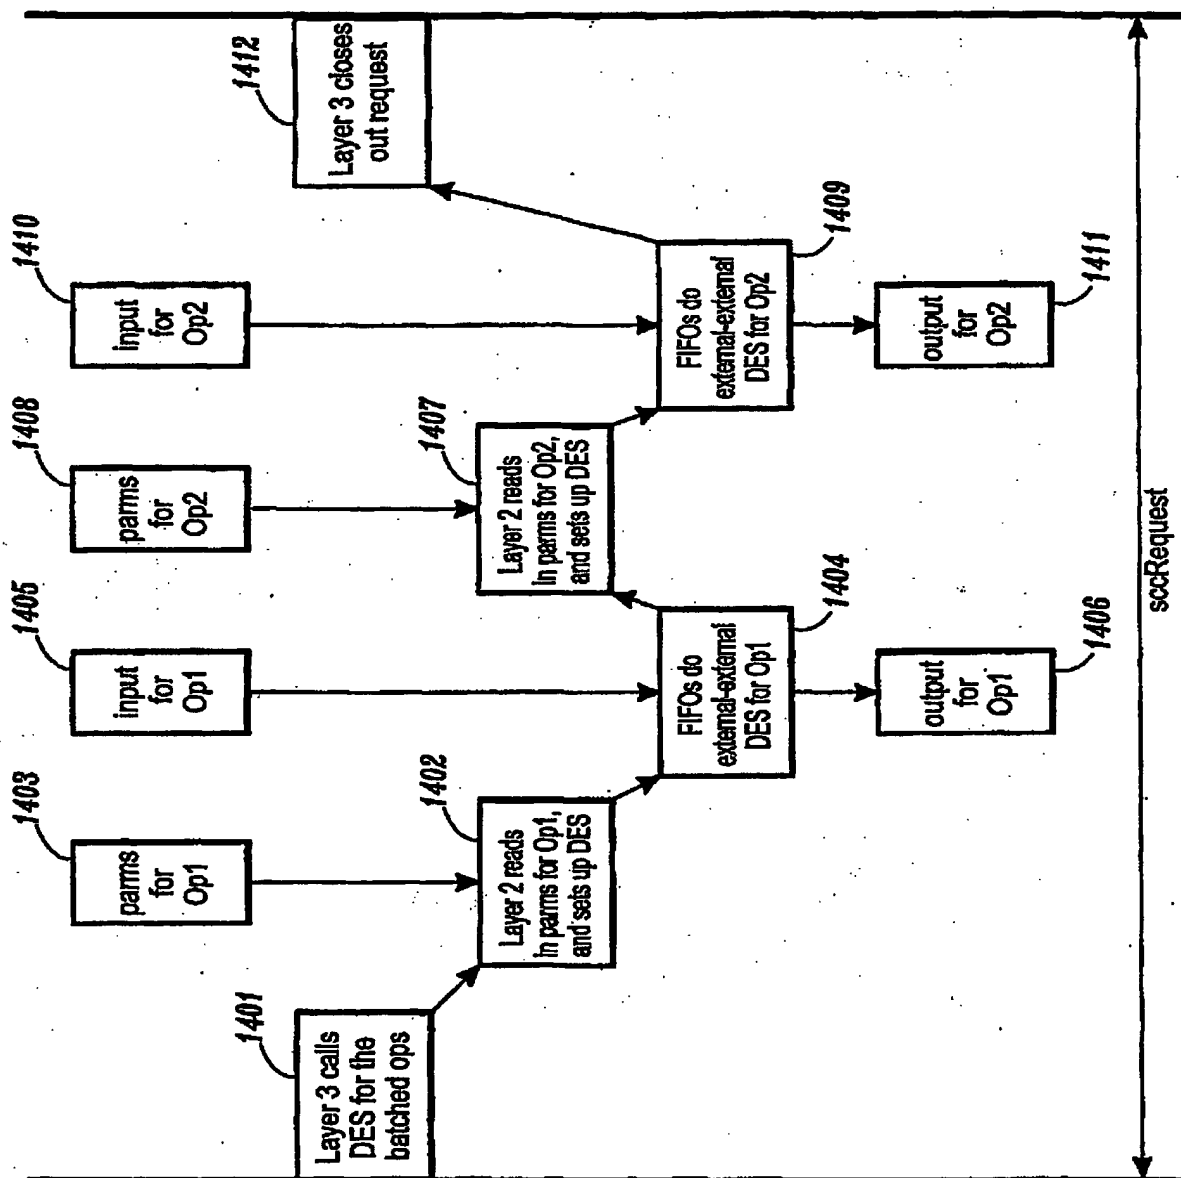 1401
Layer 3 calls
DES for the
batched ops
1403
parms
for
Op1
1402
Layer 2 reads
in parms for Op1,
and sets up DES
1405
input
for
Op1
1404
FIFOs do
external-external
DES for Op1
1406
output
for
Op1
1408
parms
for
Op2
1407
Layer 2 reads
in parms for Op2,
and sets up DES
1410
input
for
Op2
1409
FIFOs do
external-external
DES for Op2
1411
output
for
Op2
1412
Layer 3 closes
out request
sccRequest